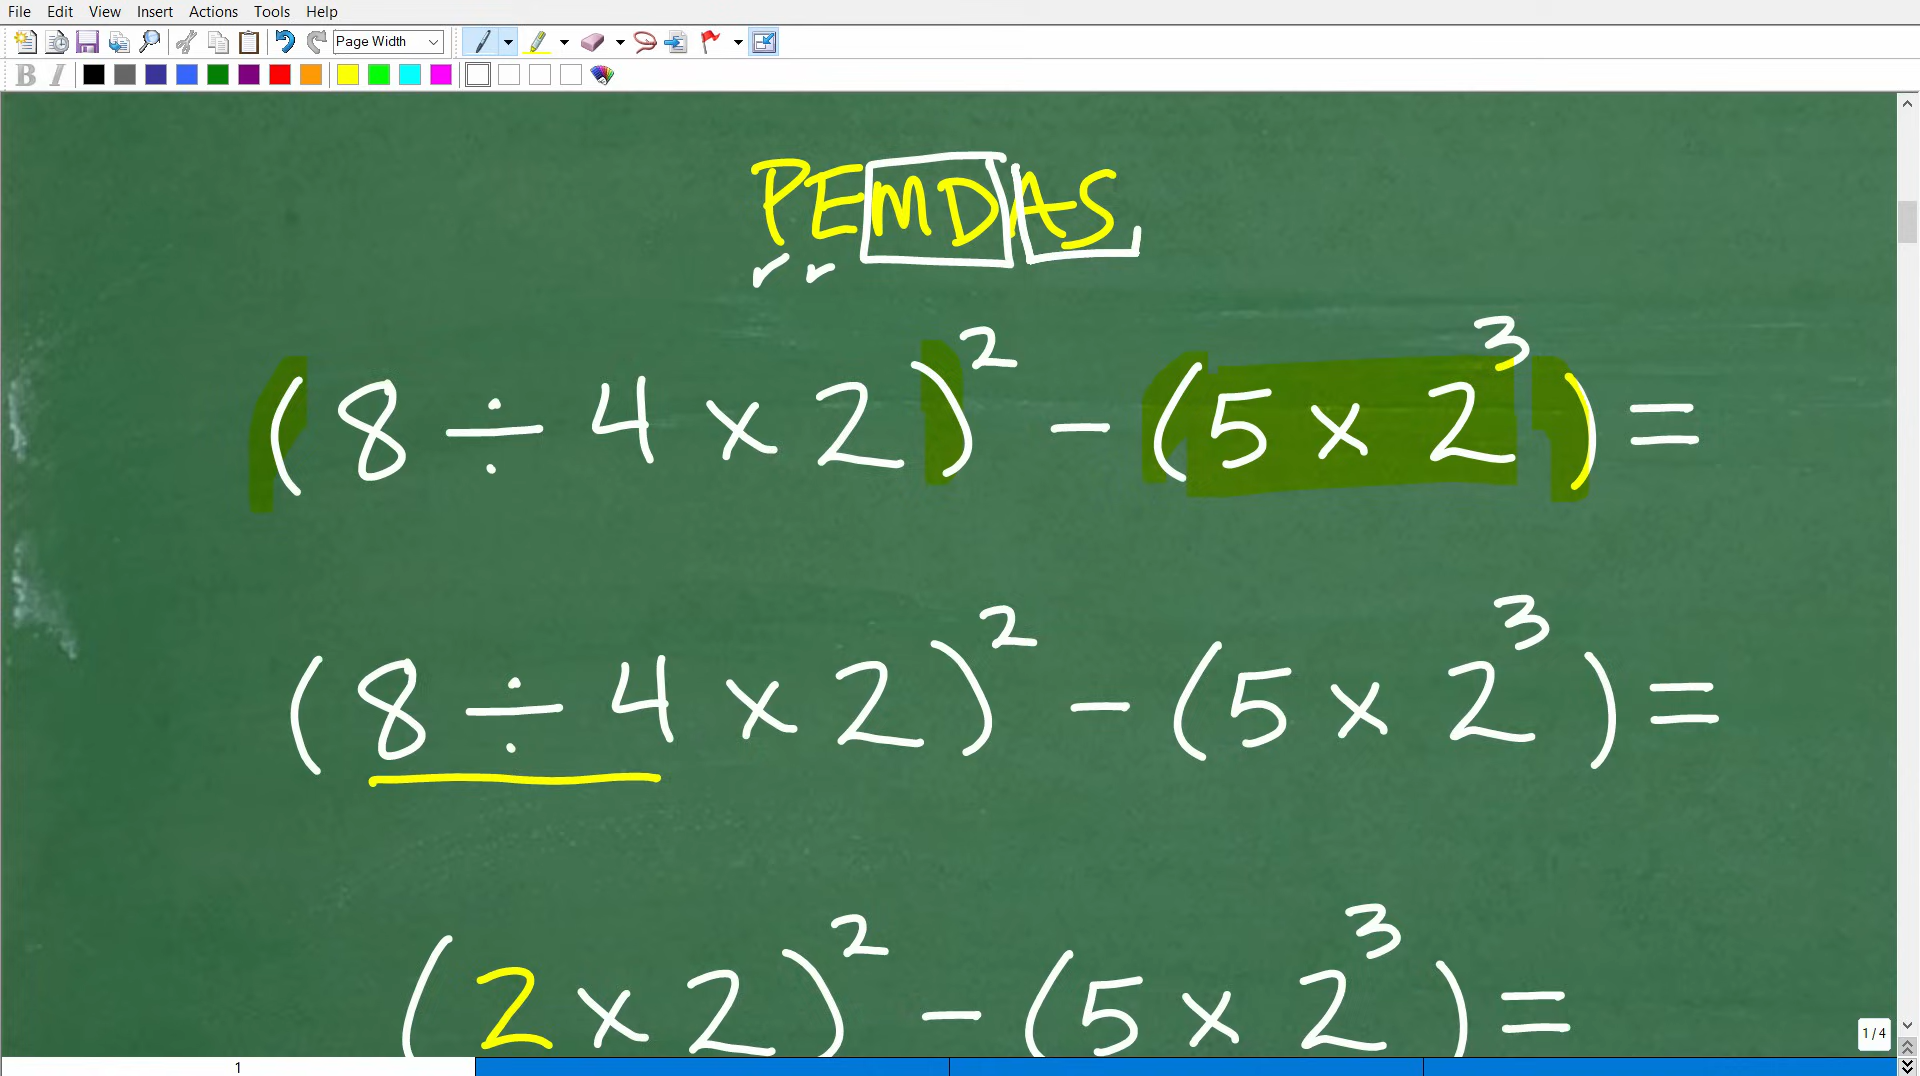 File Edit View Insert Actions Tools Help
Page Width
B I
PEMDAS
(8 ÷ 4 × 2)² - (5 × 2³) =
(8 ÷ 4 × 2)² - (5 × 2³) =
(2 × 2)² - (5 × 2³) =
1/4
1